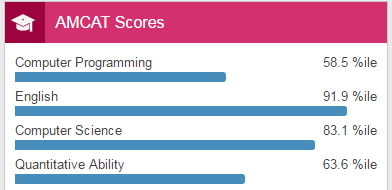 AMCAT Scores
Computer Programming 58.5 %ile
English 91.9 %ile
Computer Science 83.1 %ile
Quantitative Ability 63.6 %ile